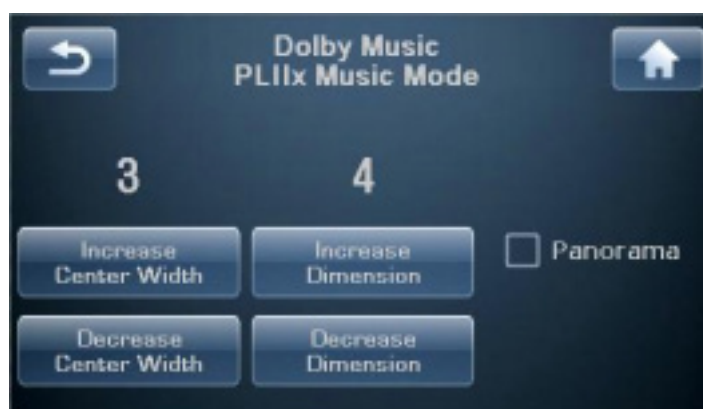 Dolby Music
PLIIx Music Mode
3
4
Increase
Center Width
Increase
Dimension
Panorama
Decrease
Center Width
Decrease
Dimension